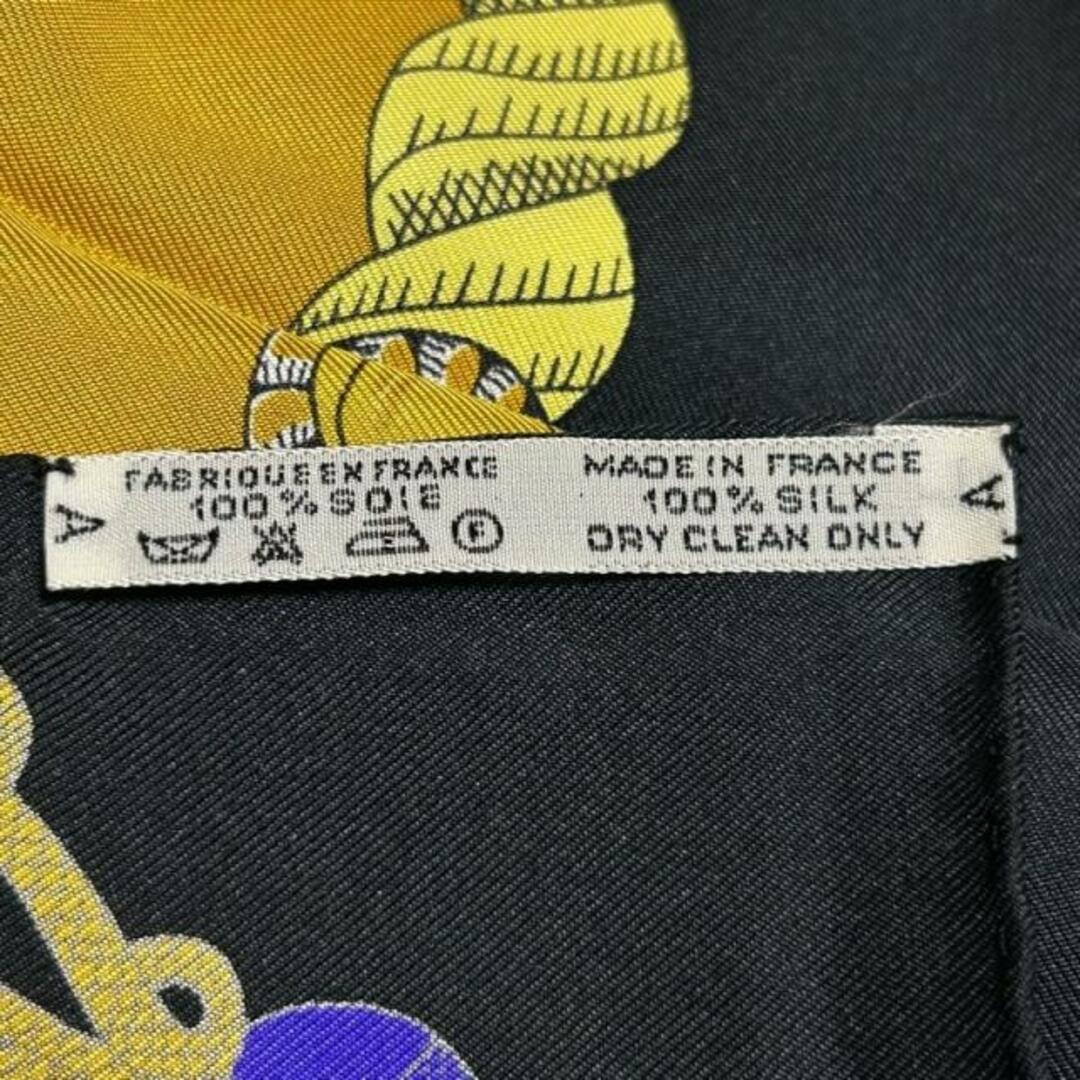 FABRIQUE EN FRANCE
100% SOIE
F
MADE IN FRANCE
100% SILK
DRY CLEAN ONLY
A
A